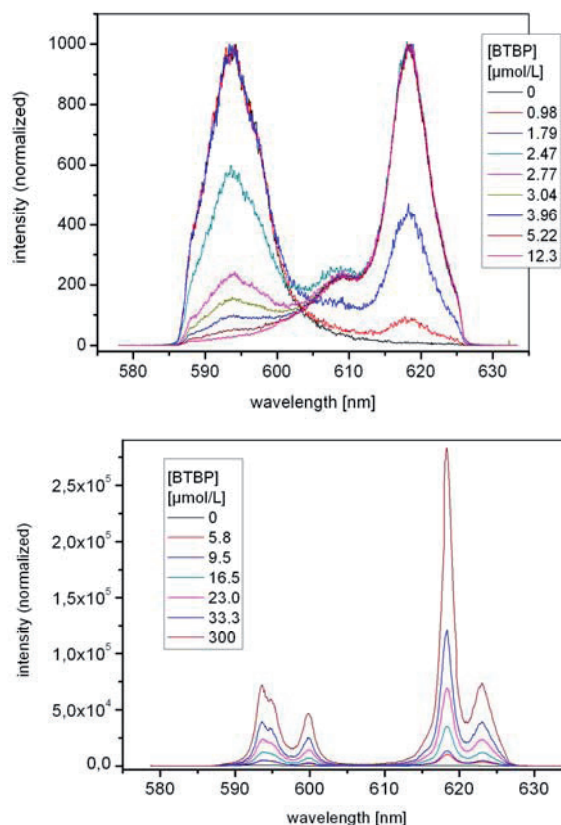 1000
800
600
400
200
0
intensity (normalized)
580 590 600 610 620 630
wavelength [nm]
[BTBP]
[µmol/L]
0
0.98
1.79
2.47
2.77
3.04
3.96
5.22
12.3
2,5x10⁵
2,0x10⁵
1,5x10⁵
1,0x10⁵
5,0x10⁴
0,0
intensity (normalized)
[BTBP]
[µmol/L]
0
5.8
9.5
16.5
23.0
33.3
300
580 590 600 610 620 630
wavelength [nm]